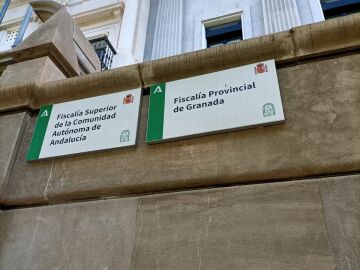 Fiscalía Superior
de la Comunidad
Autónoma de
Andalucía
Fiscalía Provincial
de Granada